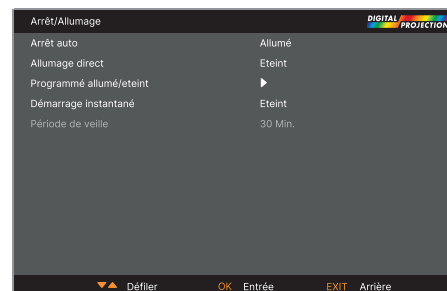 Arrêt/Allumage DIGITAL PROJECTION
Arrêt auto Allumé
Allumage direct Eteint
Programmé allumé/eteint
Démarrage instantané Eteint
Période de veille 30 Min.
Défiler OK Entrée EXIT Arrière